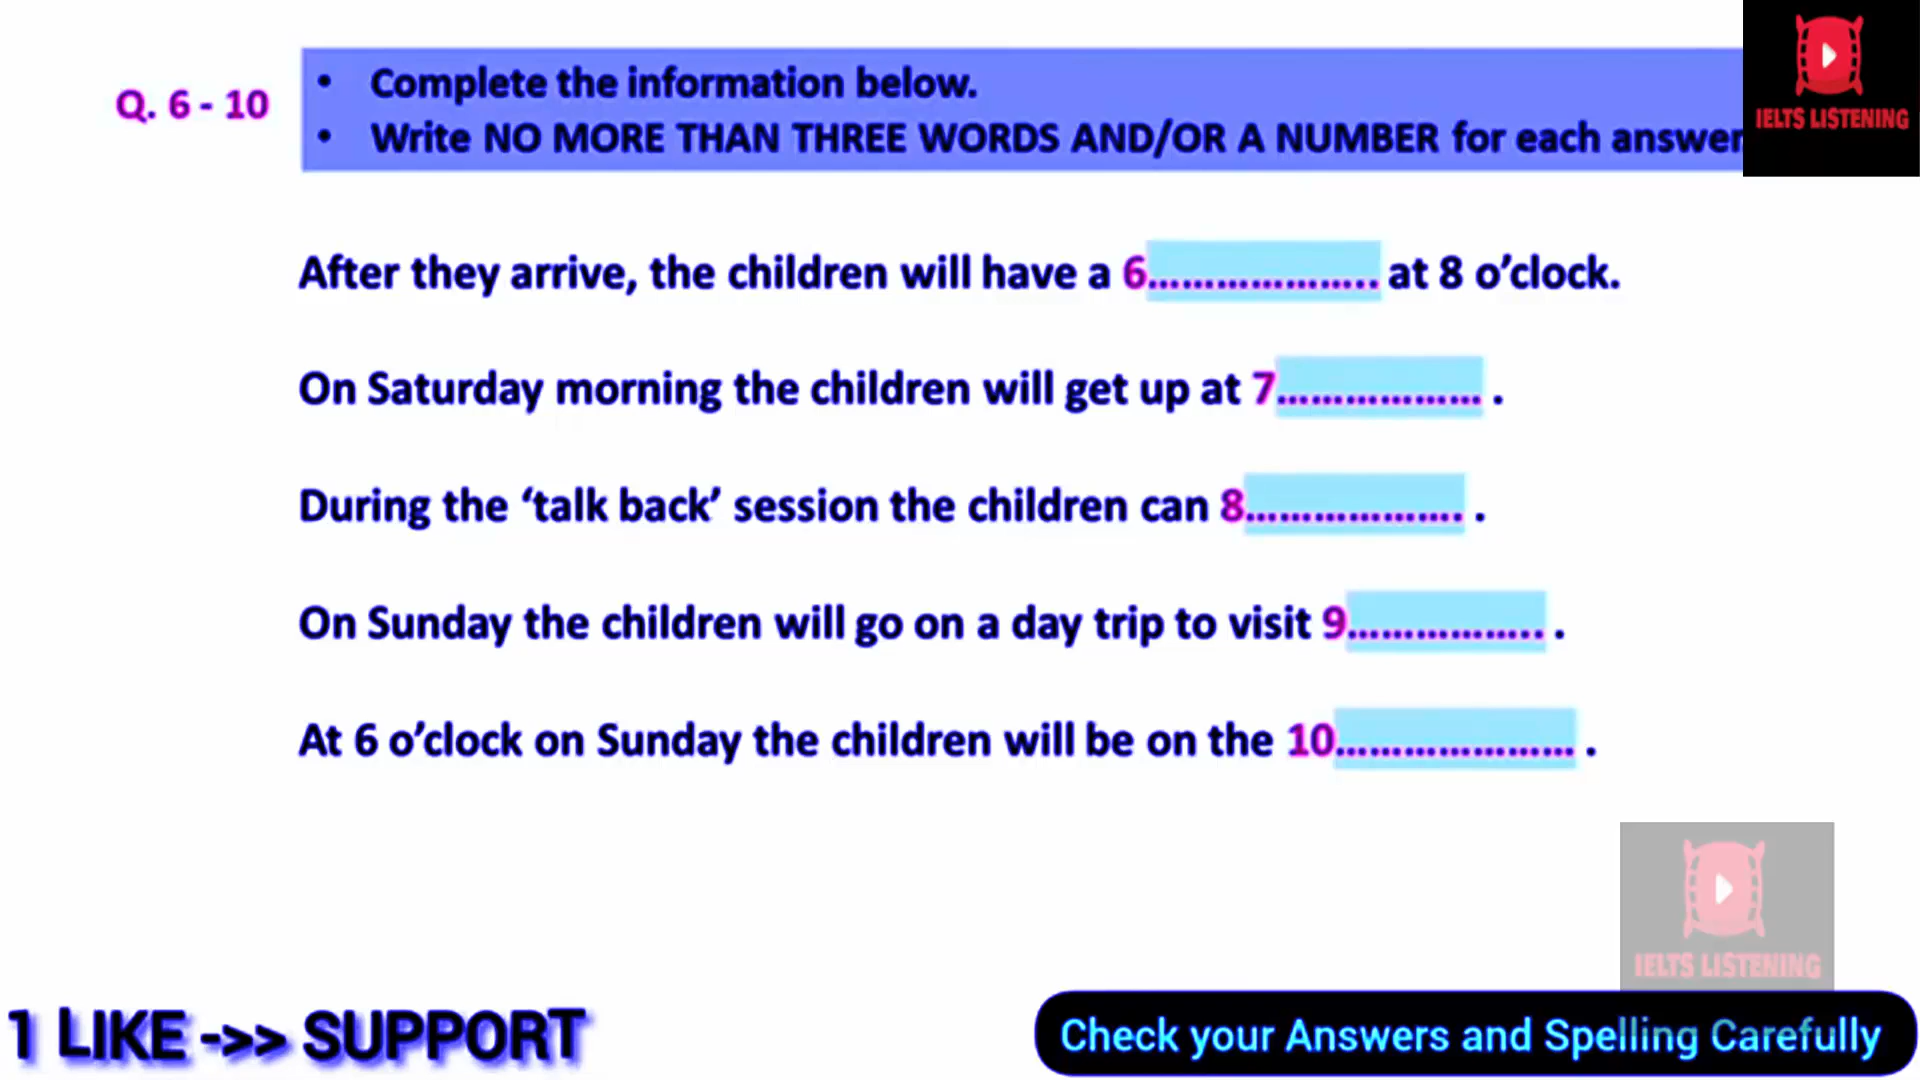 IELTS LISTENING
Q. 6 - 10
• Complete the information below.
• Write NO MORE THAN THREE WORDS AND/OR A NUMBER for each answer
After they arrive, the children will have a 6..................... at 8 o’clock.
On Saturday morning the children will get up at 7.................. .
During the ‘talk back’ session the children can 8................... .
On Sunday the children will go on a day trip to visit 9.................. .
At 6 o’clock on Sunday the children will be on the 10..................... .
IELTS LISTENING
1 LIKE ->> SUPPORT
Check your Answers and Spelling Carefully